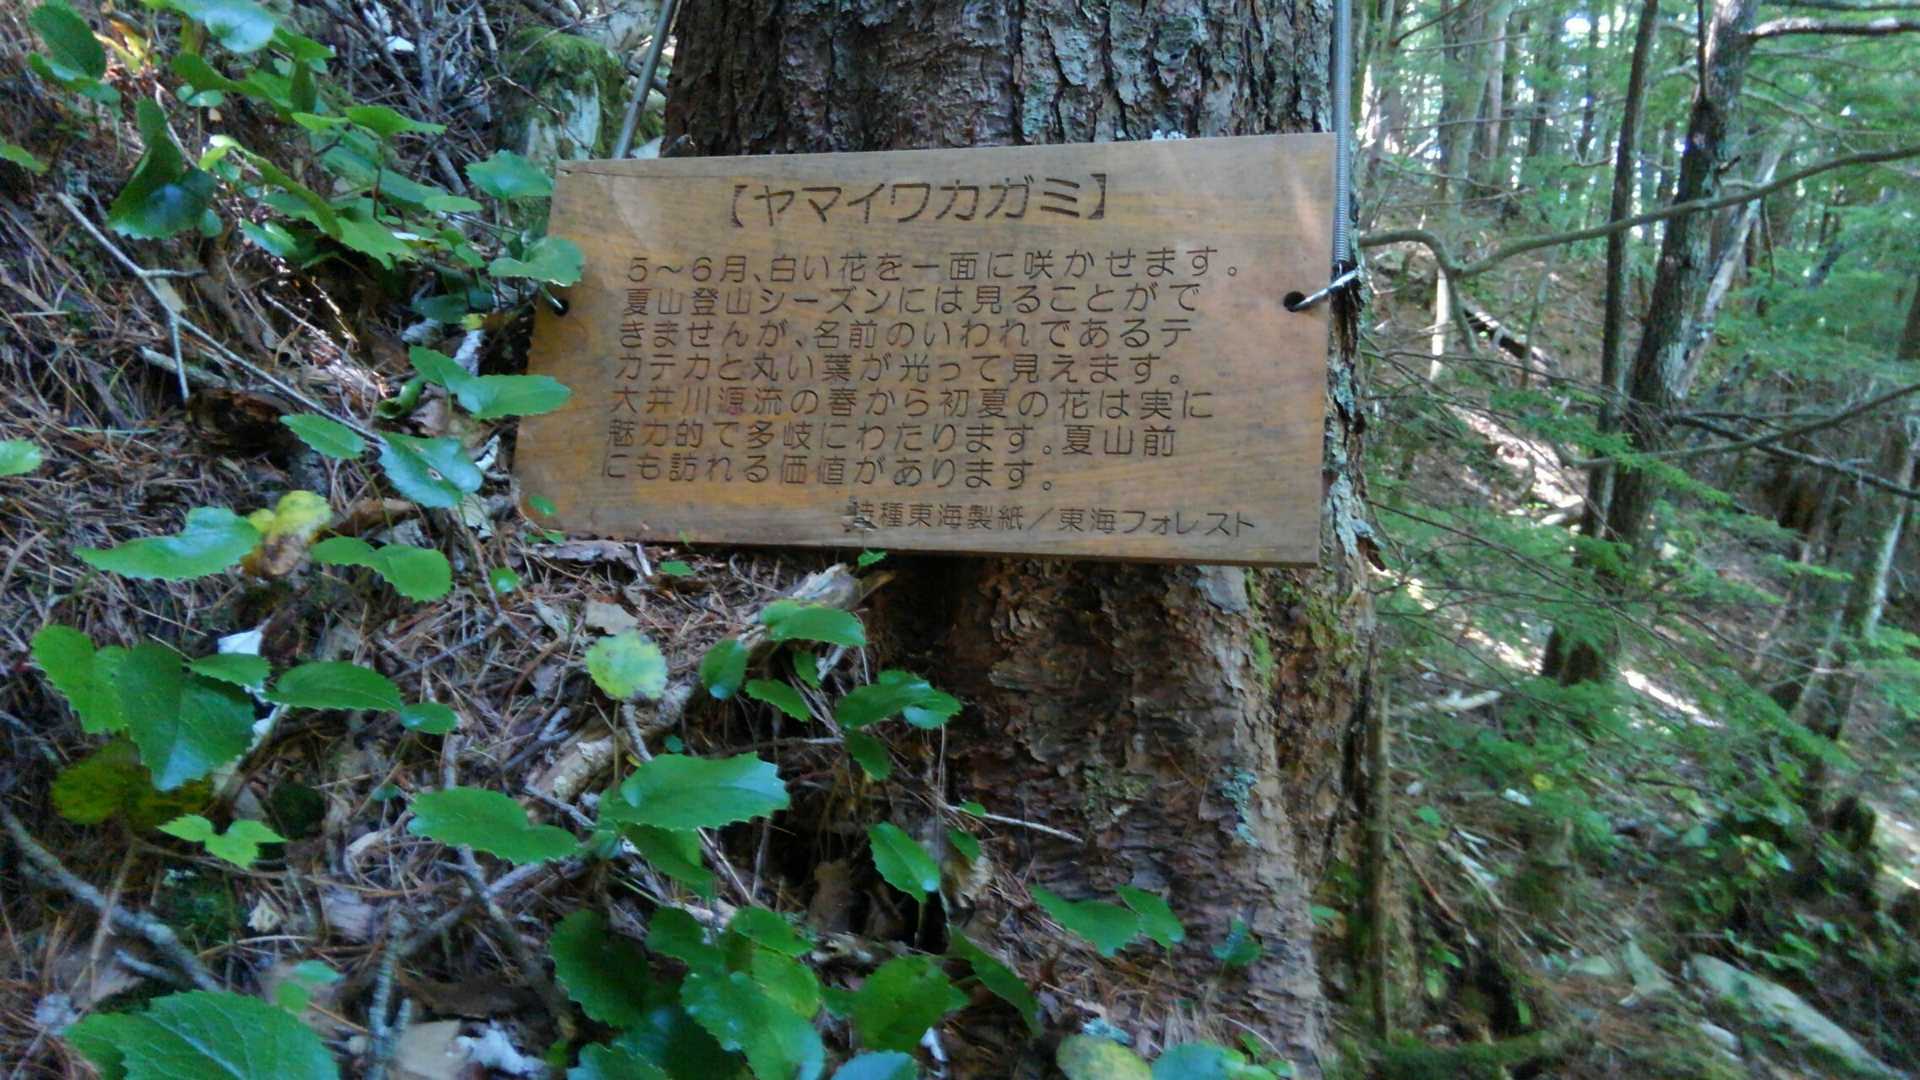 【ヤマイワカガミ】
5～6月、白い花を一面に咲かせます。
夏山登山シーズンには見ることがで
きませんが、名前のいわれであるテ
カテカと丸い葉が光って見えます。
大井川源流の春から初夏の花は実に
魅力的で多岐にわたります。夏山前
にも訪れる価値があります。
特種東海製紙／東海フォレスト